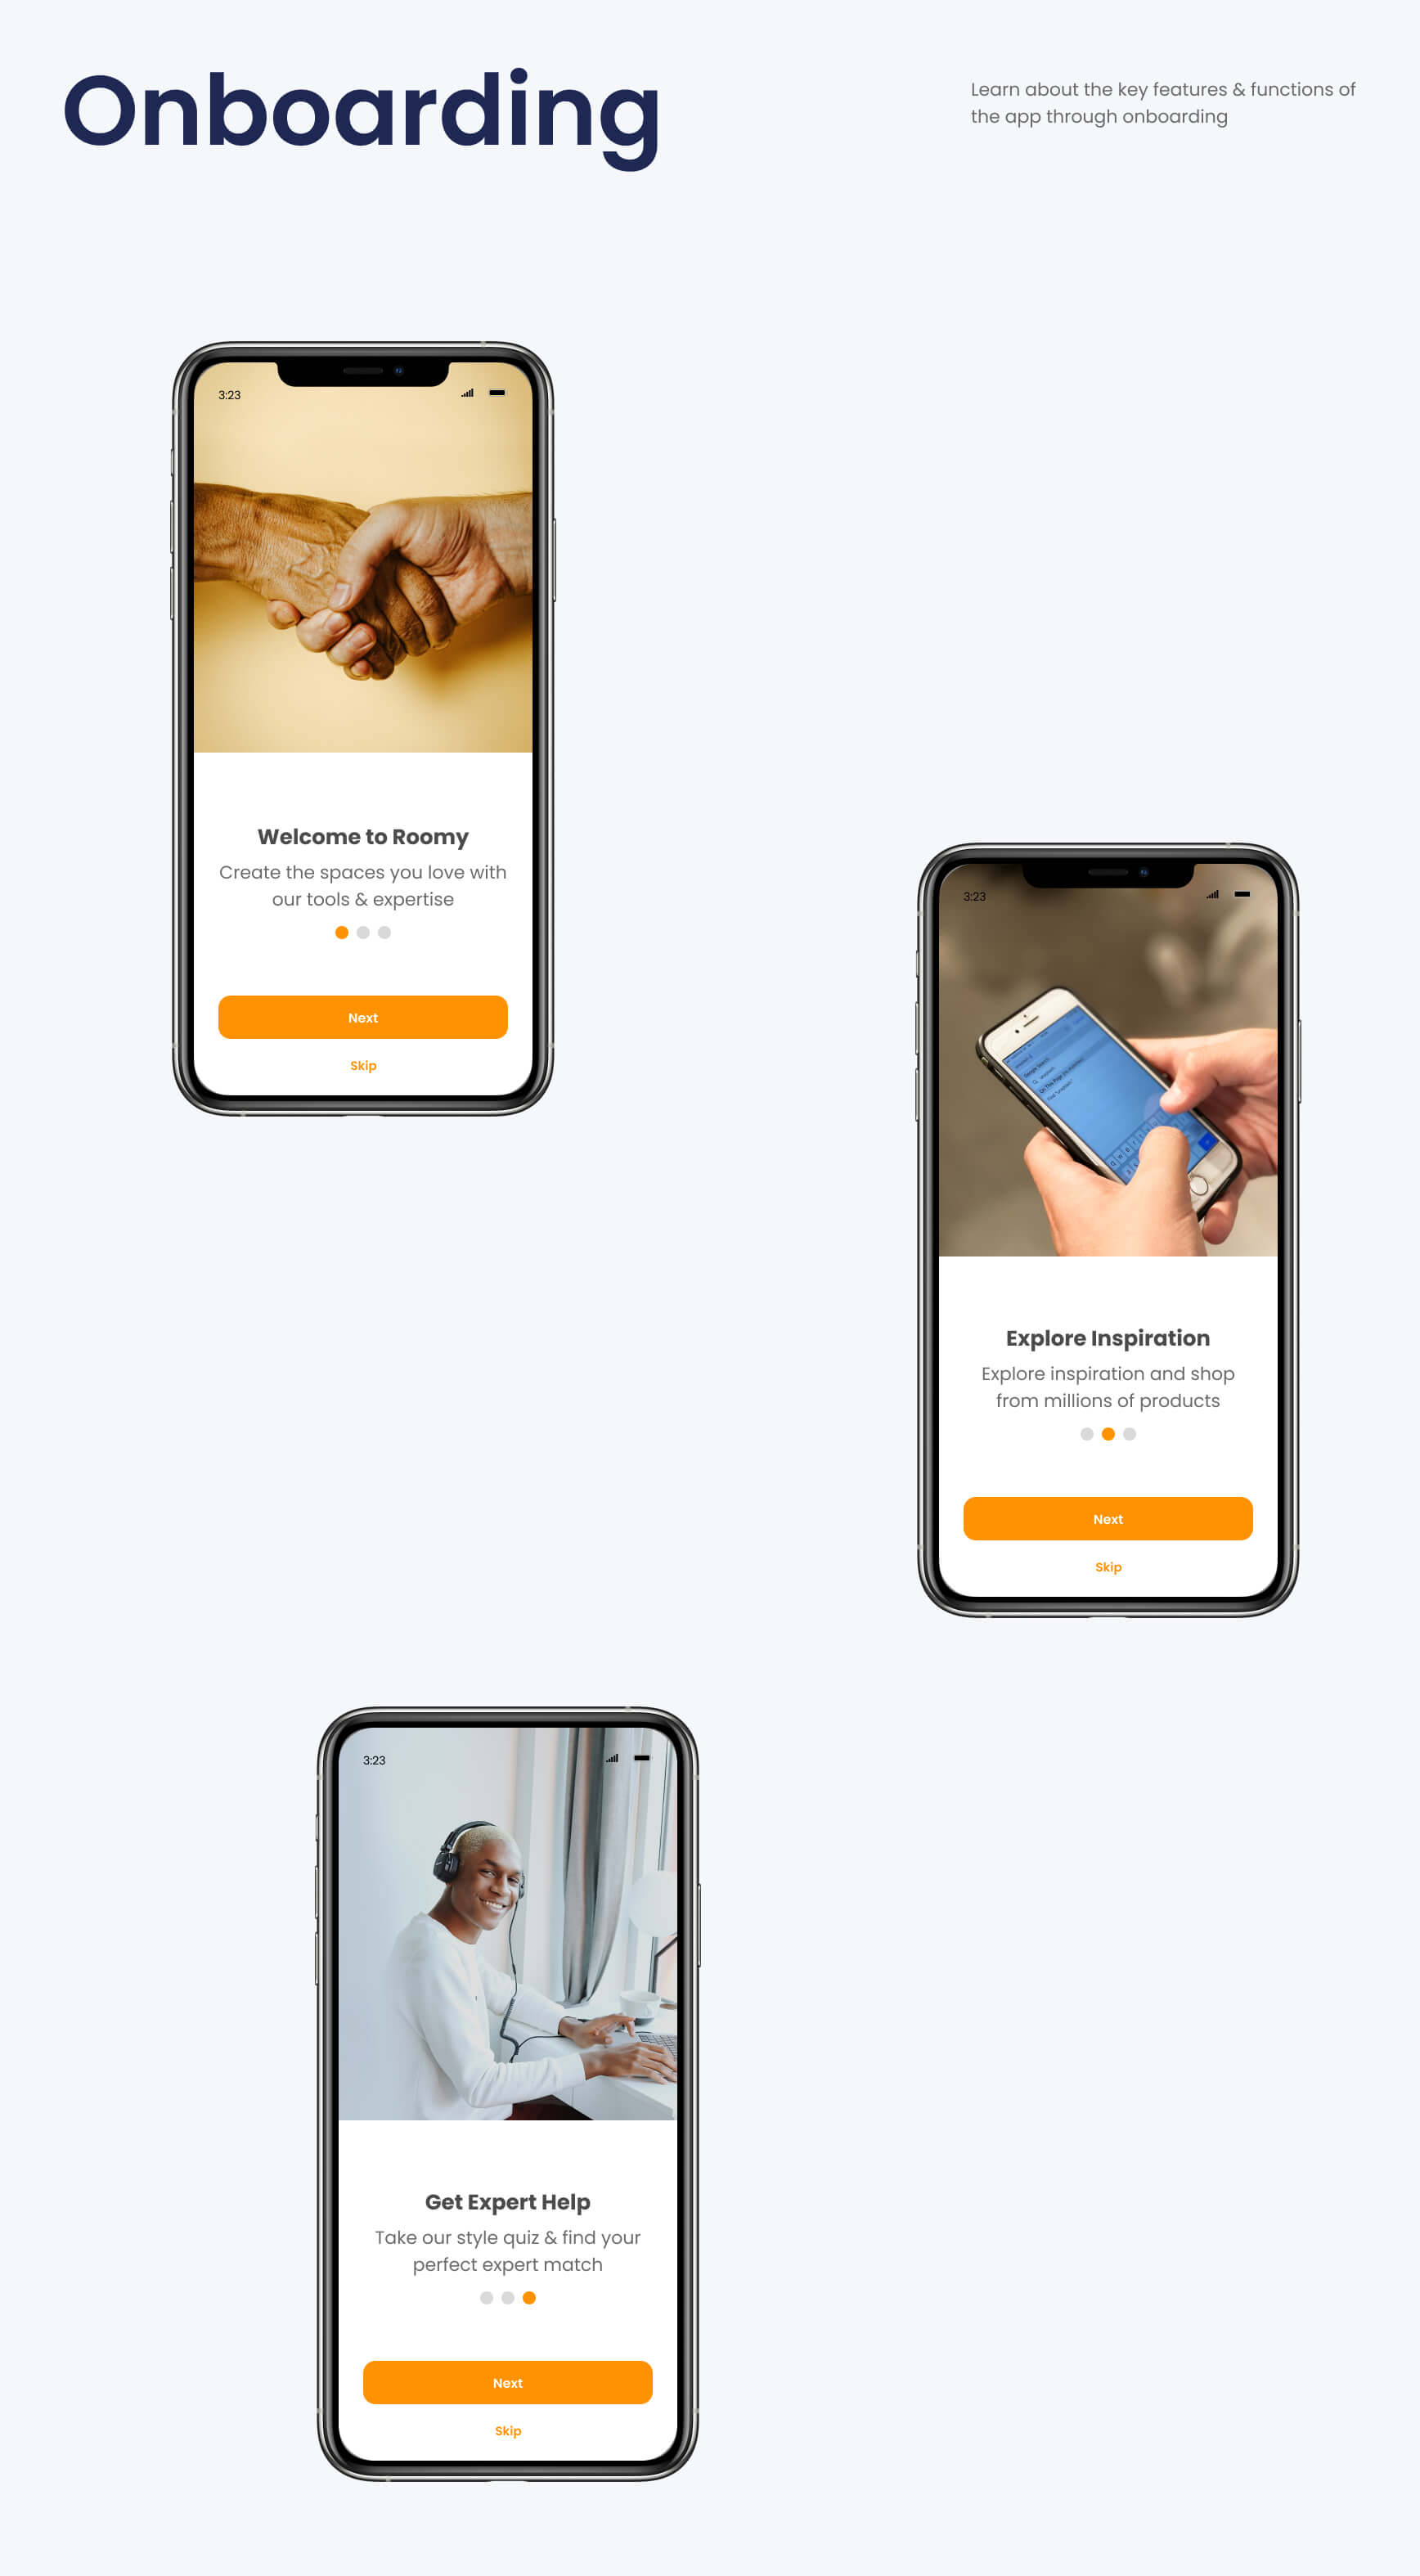 Onboarding
Learn about the key features & functions of
the app through onboarding
3:23
Welcome to Roomy
Create the spaces you love with
our tools & expertise
Next
Skip
3:23
Explore Inspiration
Explore inspiration and shop
from millions of products
Next
Skip
3:23
Get Expert Help
Take our style quiz & find your
perfect expert match
Next
Skip